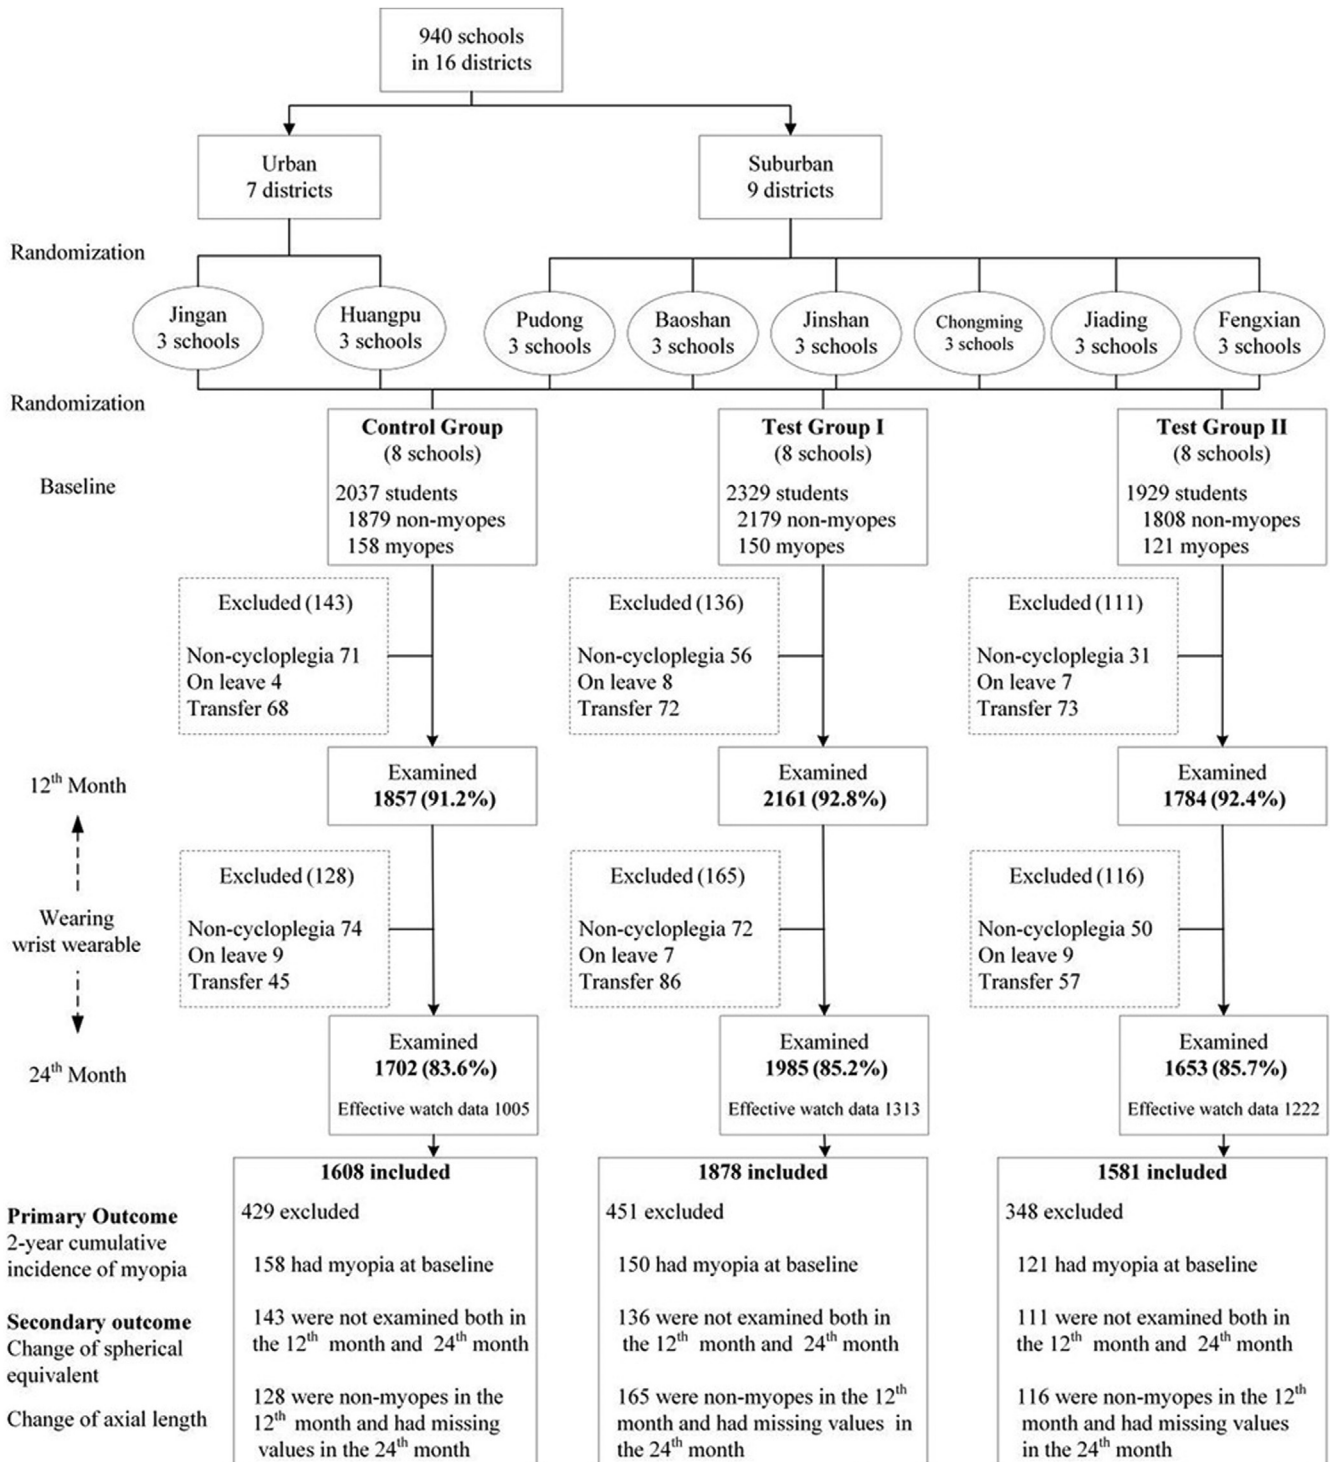 940 schools
in 16 districts
Urban
7 districts
Suburban
9 districts
Randomization
Jingan
3 schools
Huangpu
3 schools
Pudong
3 schools
Baoshan
3 schools
Jinshan
3 schools
Chongming
3 schools
Jiading
3 schools
Fengxian
3 schools
Randomization
Baseline
Control Group
(8 schools)
2037 students
1879 non-myopes
158 myopes
Test Group I
(8 schools)
2329 students
2179 non-myopes
150 myopes
Test Group II
(8 schools)
1929 students
1808 non-myopes
121 myopes
Excluded (143)
Non-cycloplegia 71
On leave 4
Transfer 68
Excluded (136)
Non-cycloplegia 56
On leave 8
Transfer 72
Excluded (111)
Non-cycloplegia 31
On leave 7
Transfer 73
12th Month
Examined
1857 (91.2%)
Examined
2161 (92.8%)
Examined
1784 (92.4%)
Wearing
wrist wearable
Excluded (128)
Non-cycloplegia 74
On leave 9
Transfer 45
Excluded (165)
Non-cycloplegia 72
On leave 7
Transfer 86
Excluded (116)
Non-cycloplegia 50
On leave 9
Transfer 57
24th Month
Examined
1702 (83.6%)
Effective watch data 1005
Examined
1985 (85.2%)
Effective watch data 1313
Examined
1653 (85.7%)
Effective watch data 1222
Primary Outcome
2-year cumulative
incidence of myopia
Secondary outcome
Change of spherical
equivalent
Change of axial length
1608 included
429 excluded
158 had myopia at baseline
143 were not examined both in
the 12th month and 24th month
128 were non-myopes in the
12th month and had missing
values in the 24th month
1878 included
451 excluded
150 had myopia at baseline
136 were not examined both in
the 12th month and 24th month
165 were non-myopes in the 12th
month and had missing values in
the 24th month
1581 included
348 excluded
121 had myopia at baseline
111 were not examined both in
the 12th month and 24th month
116 were non-myopes in the 12th
month and had missing values
in the 24th month